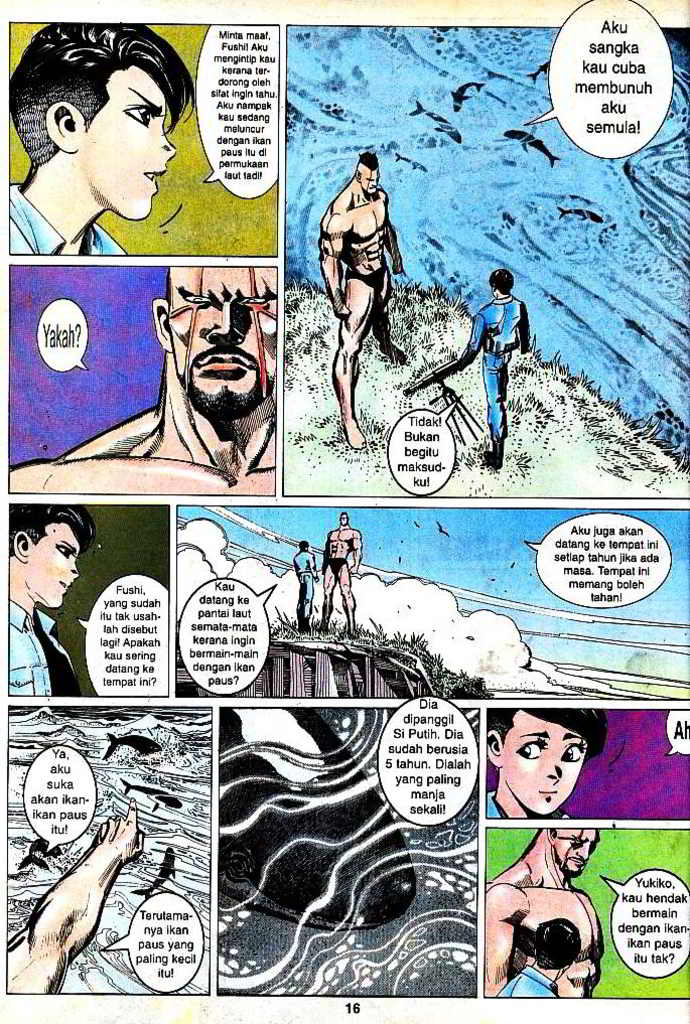 Minta maaf,
Fushi! Aku
mengintip kau
kerana ter-
dorong oleh
sifat ingin tahu.
Aku nampak
kau sedang
meluncur
dengan ikan
paus itu di
permukaan
laut tadi!
Aku
sangka
kau cuba
membunuh
aku
semula!
Yakah?
Tidak!
Bukan
begitu
maksud-
ku!
Fushi,
yang sudah
itu tak usah-
lah disebut
lagi! Apakah
kau sering
datang ke
tempat ini?
Kau
datang ke
pantai laut
semata-mata
kerana ingin
bermain-main
dengan ikan
paus?
Aku juga akan
datang ke tempat ini
setiap tahun jika ada
masa. Tempat ini
memang boleh
tahan!
Ya,
aku
suka
akan ikan-
ikan paus
itu!
Terutama-
nya ikan
paus yang
paling kecil
itu!
Dia
dipanggil
Si Putih. Dia
sudah berusia
5 tahun. Dialah
yang paling
manja
sekali!
Ah
Yukiko,
kau hendak
bermain
dengan ikan-
ikan paus
itu tak?
16